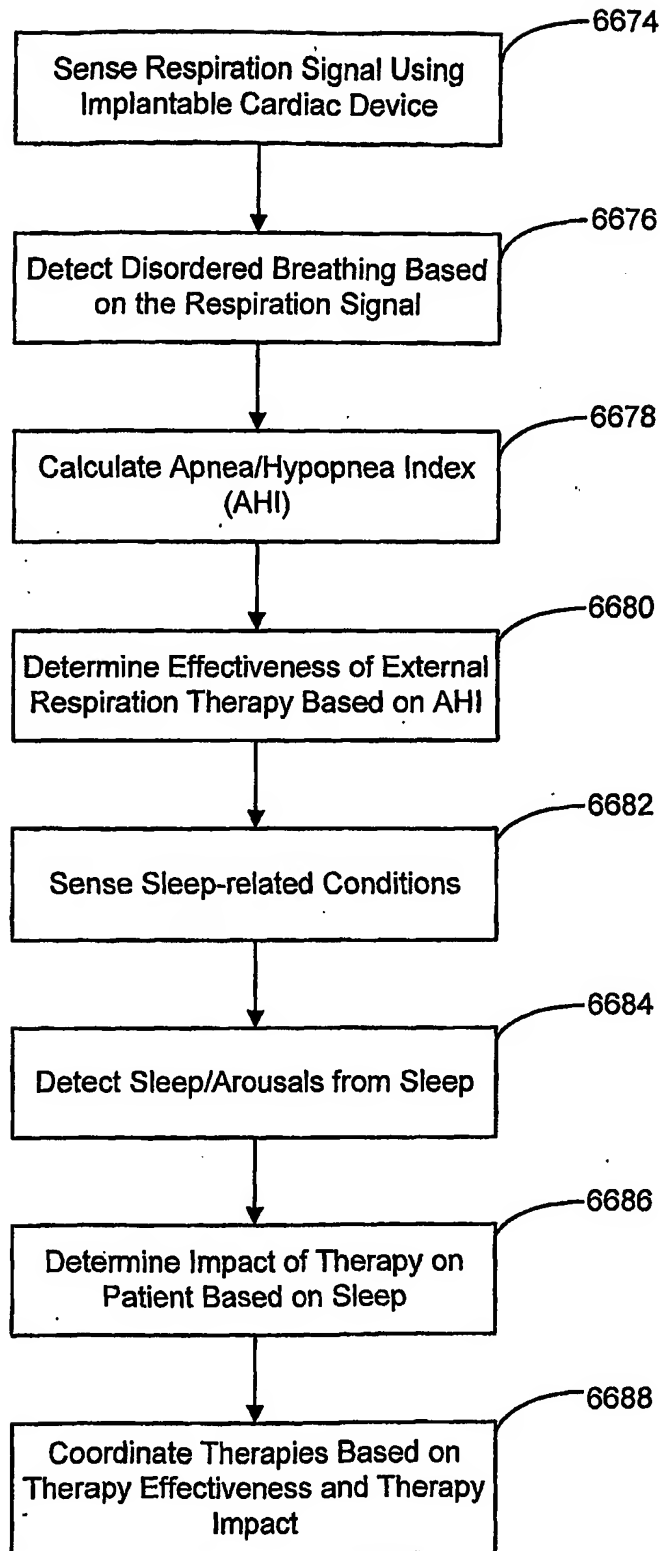 6674
Sense Respiration Signal Using
Implantable Cardiac Device
6676
Detect Disordered Breathing Based
on the Respiration Signal
6678
Calculate Apnea/Hypopnea Index
(AHI)
6680
Determine Effectiveness of External
Respiration Therapy Based on AHI
6682
Sense Sleep-related Conditions
6684
Detect Sleep/Arousals from Sleep
6686
Determine Impact of Therapy on
Patient Based on Sleep
6688
Coordinate Therapies Based on
Therapy Effectiveness and Therapy
Impact